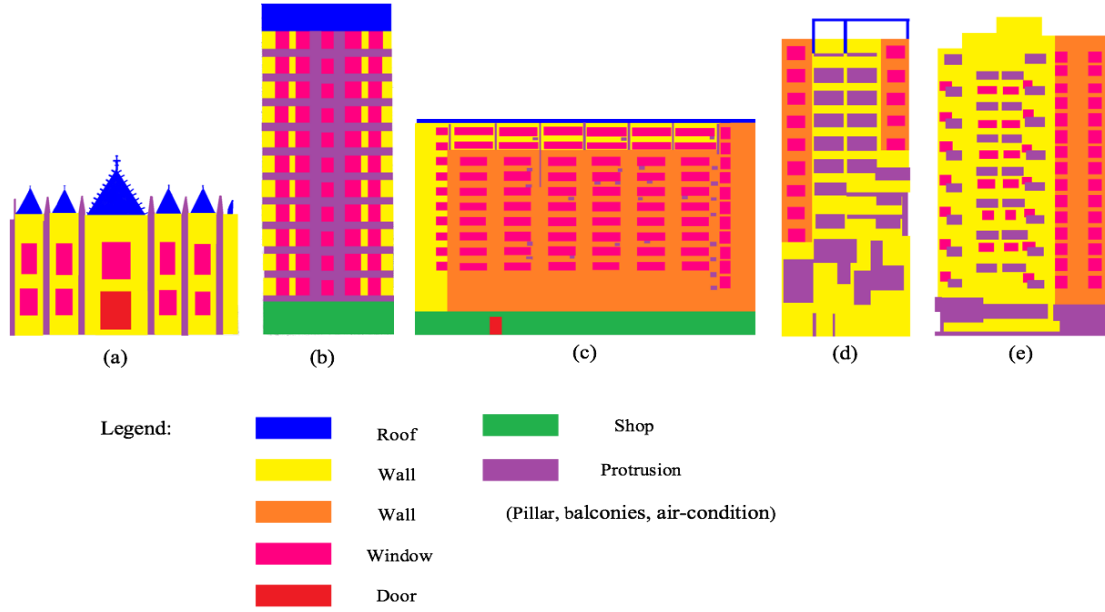 (a)
(b)
(c)
(d)
(e)
Legend:
Roof
Shop
Wall
Protrusion
Wall
(Pillar, balconies, air-condition)
Window
Door